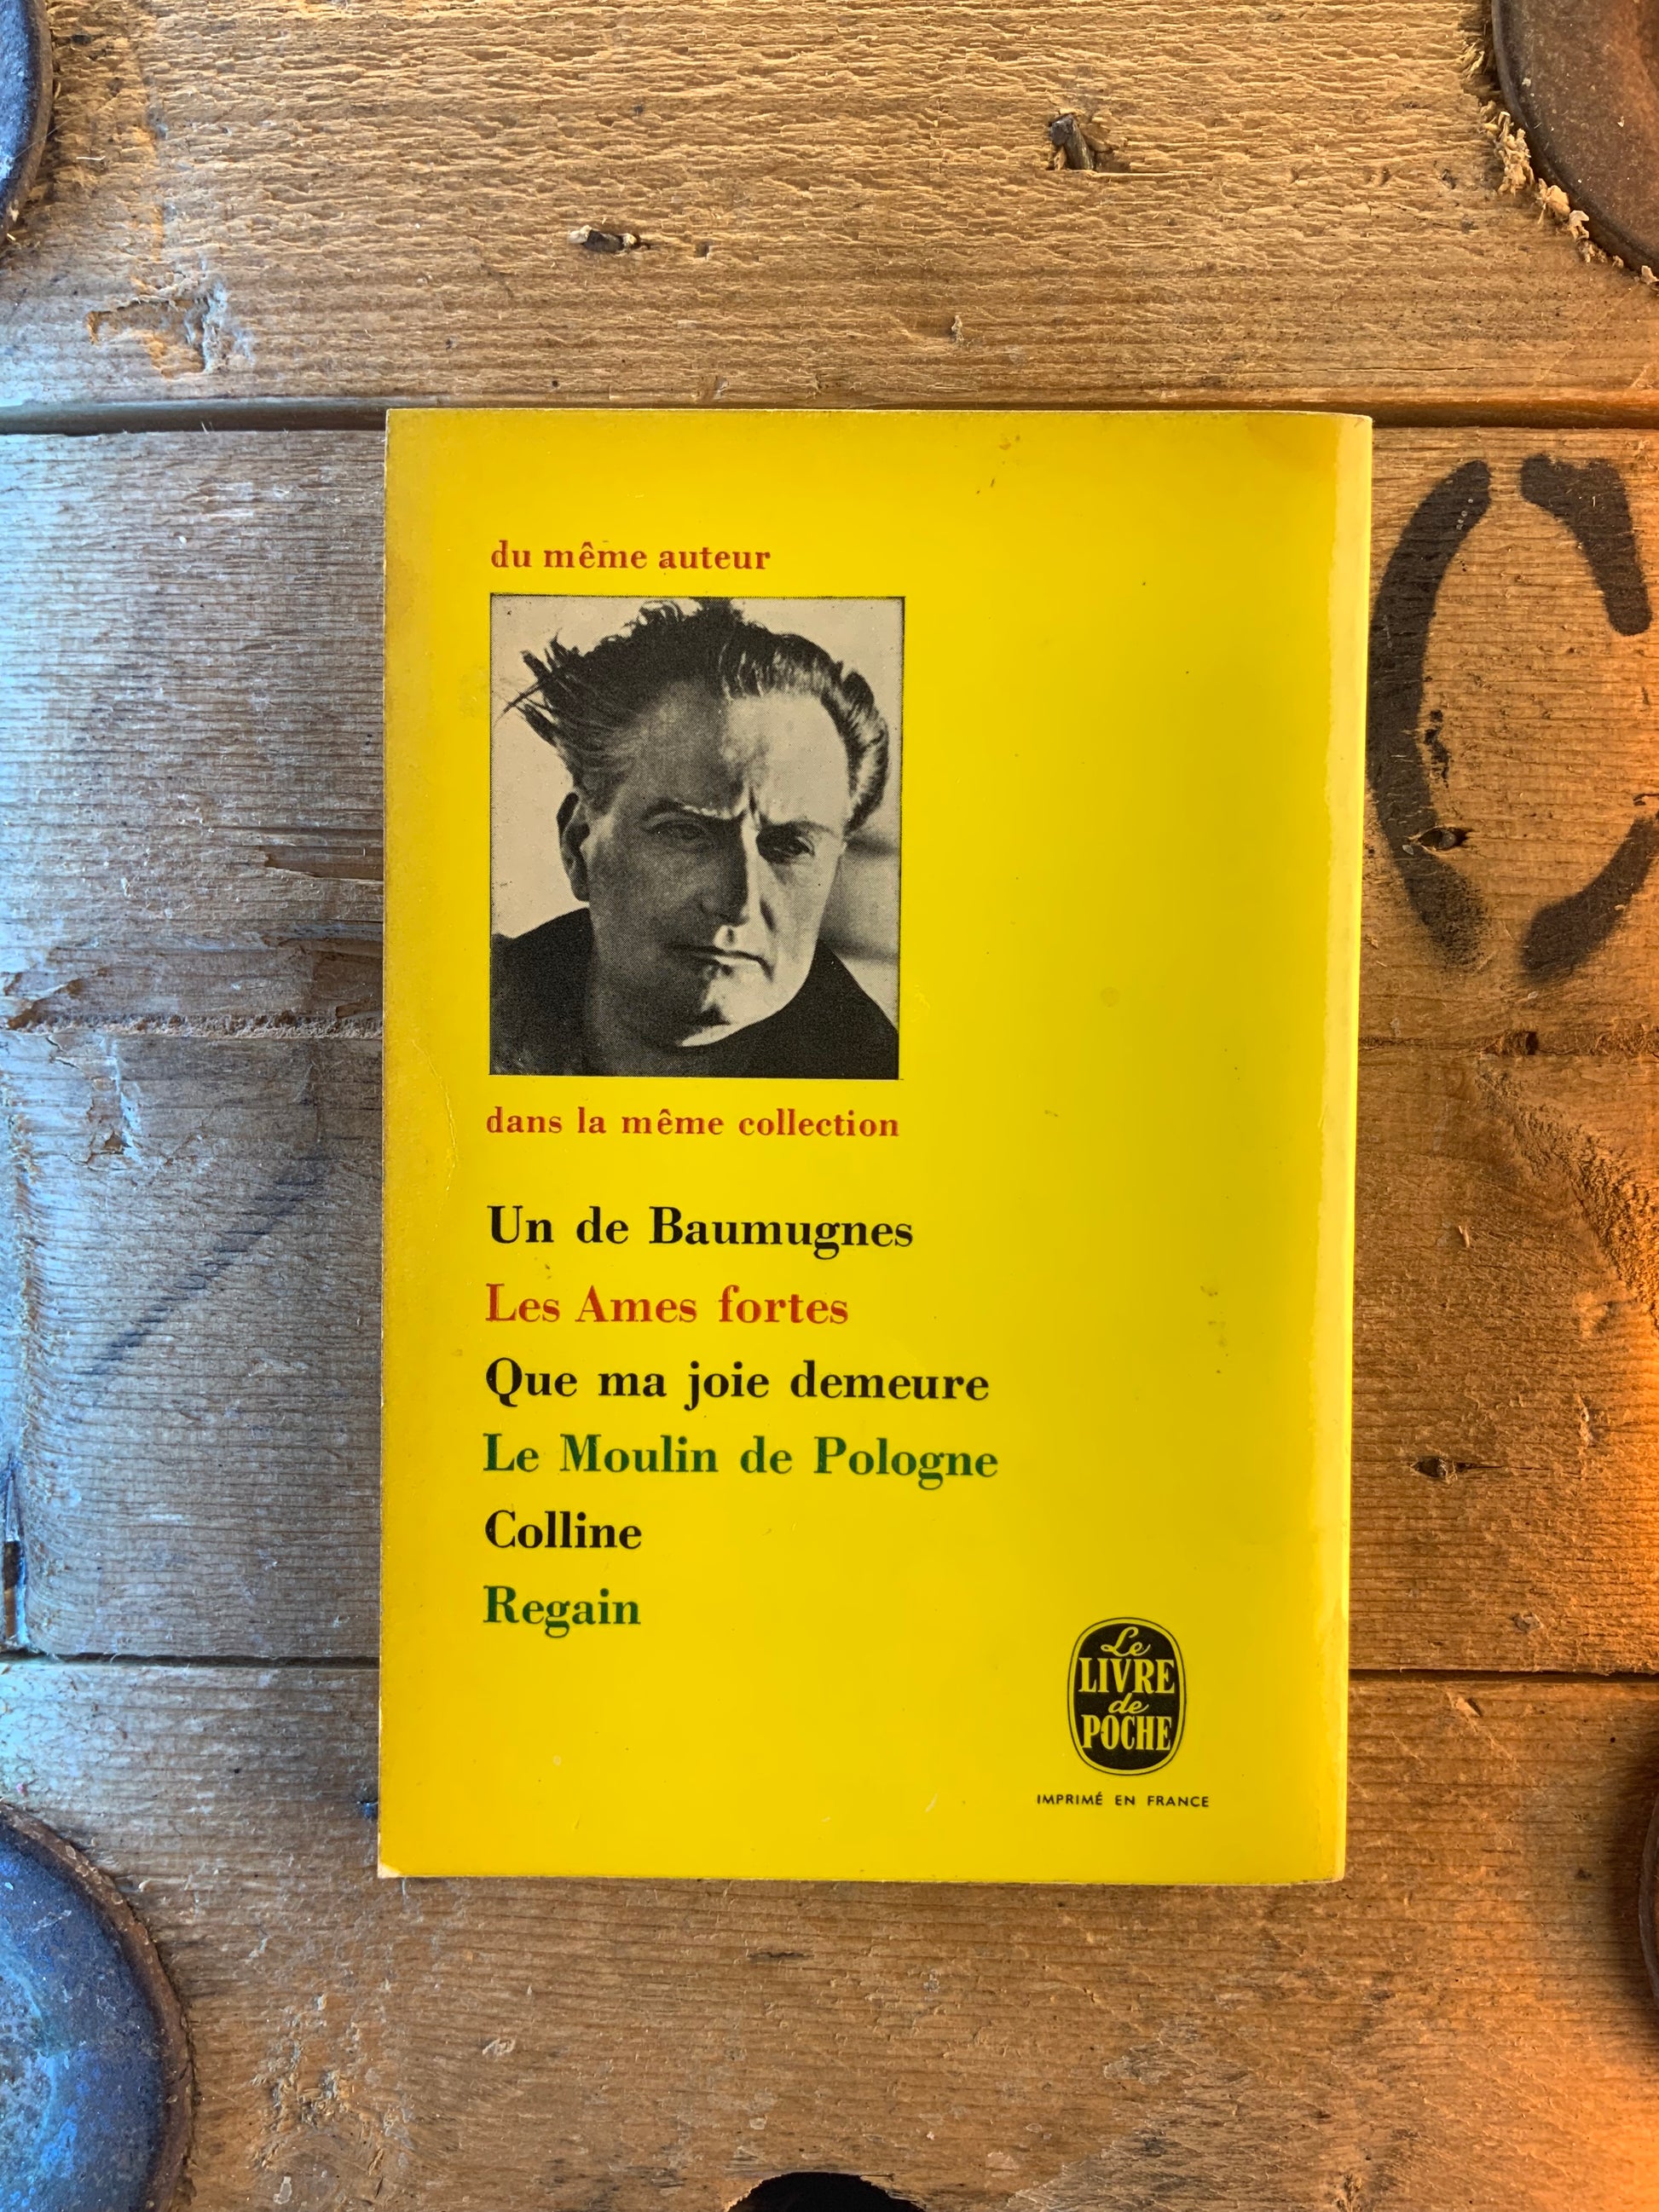 du même auteur
dans la même collection
Un de Baumugnes
Les Ames fortes
Que ma joie demeure
Le Moulin de Pologne
Colline
Regain
Le
LIVRE
de
POCHE
IMPRIMÉ EN FRANCE